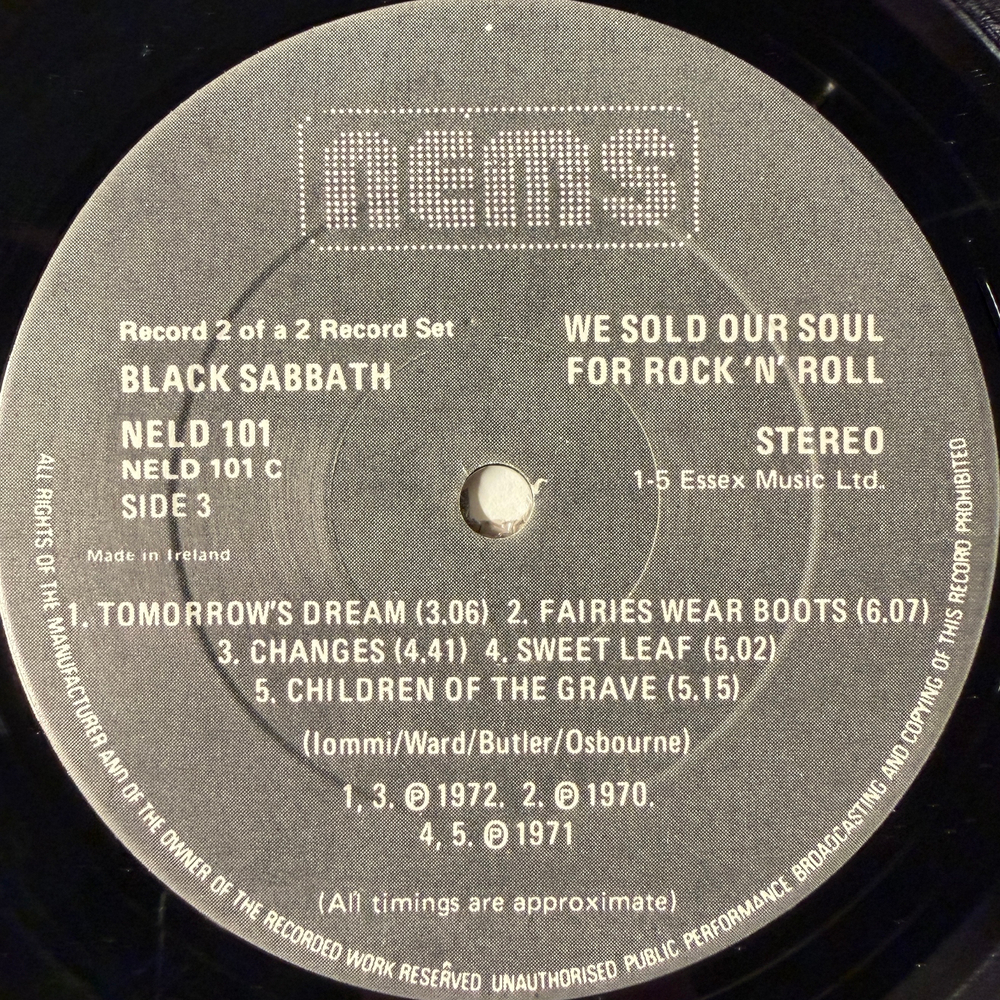 nems
Record 2 of a 2 Record Set
BLACK SABBATH
NELD 101
NELD 101 C
SIDE 3
Made in Ireland
WE SOLD OUR SOUL
FOR ROCK 'N' ROLL
STEREO
1-5 Essex Music Ltd.
1. TOMORROW'S DREAM (3.06) 2. FAIRIES WEAR BOOTS (6.07)
3. CHANGES (4.41) 4. SWEET LEAF (5.02)
5. CHILDREN OF THE GRAVE (5.15)
(Iommi/Ward/Butler/Osbourne)
1, 3. ℗ 1972. 2. ℗ 1970.
4, 5. ℗ 1971
(All timings are approximate)
ALL RIGHTS OF THE MANUFACTURER AND OF THE OWNER OF THE RECORDED WORK RESERVED UNAUTHORISED PUBLIC PERFORMANCE BROADCASTING AND COPYING OF THIS RECORD PROHIBITED